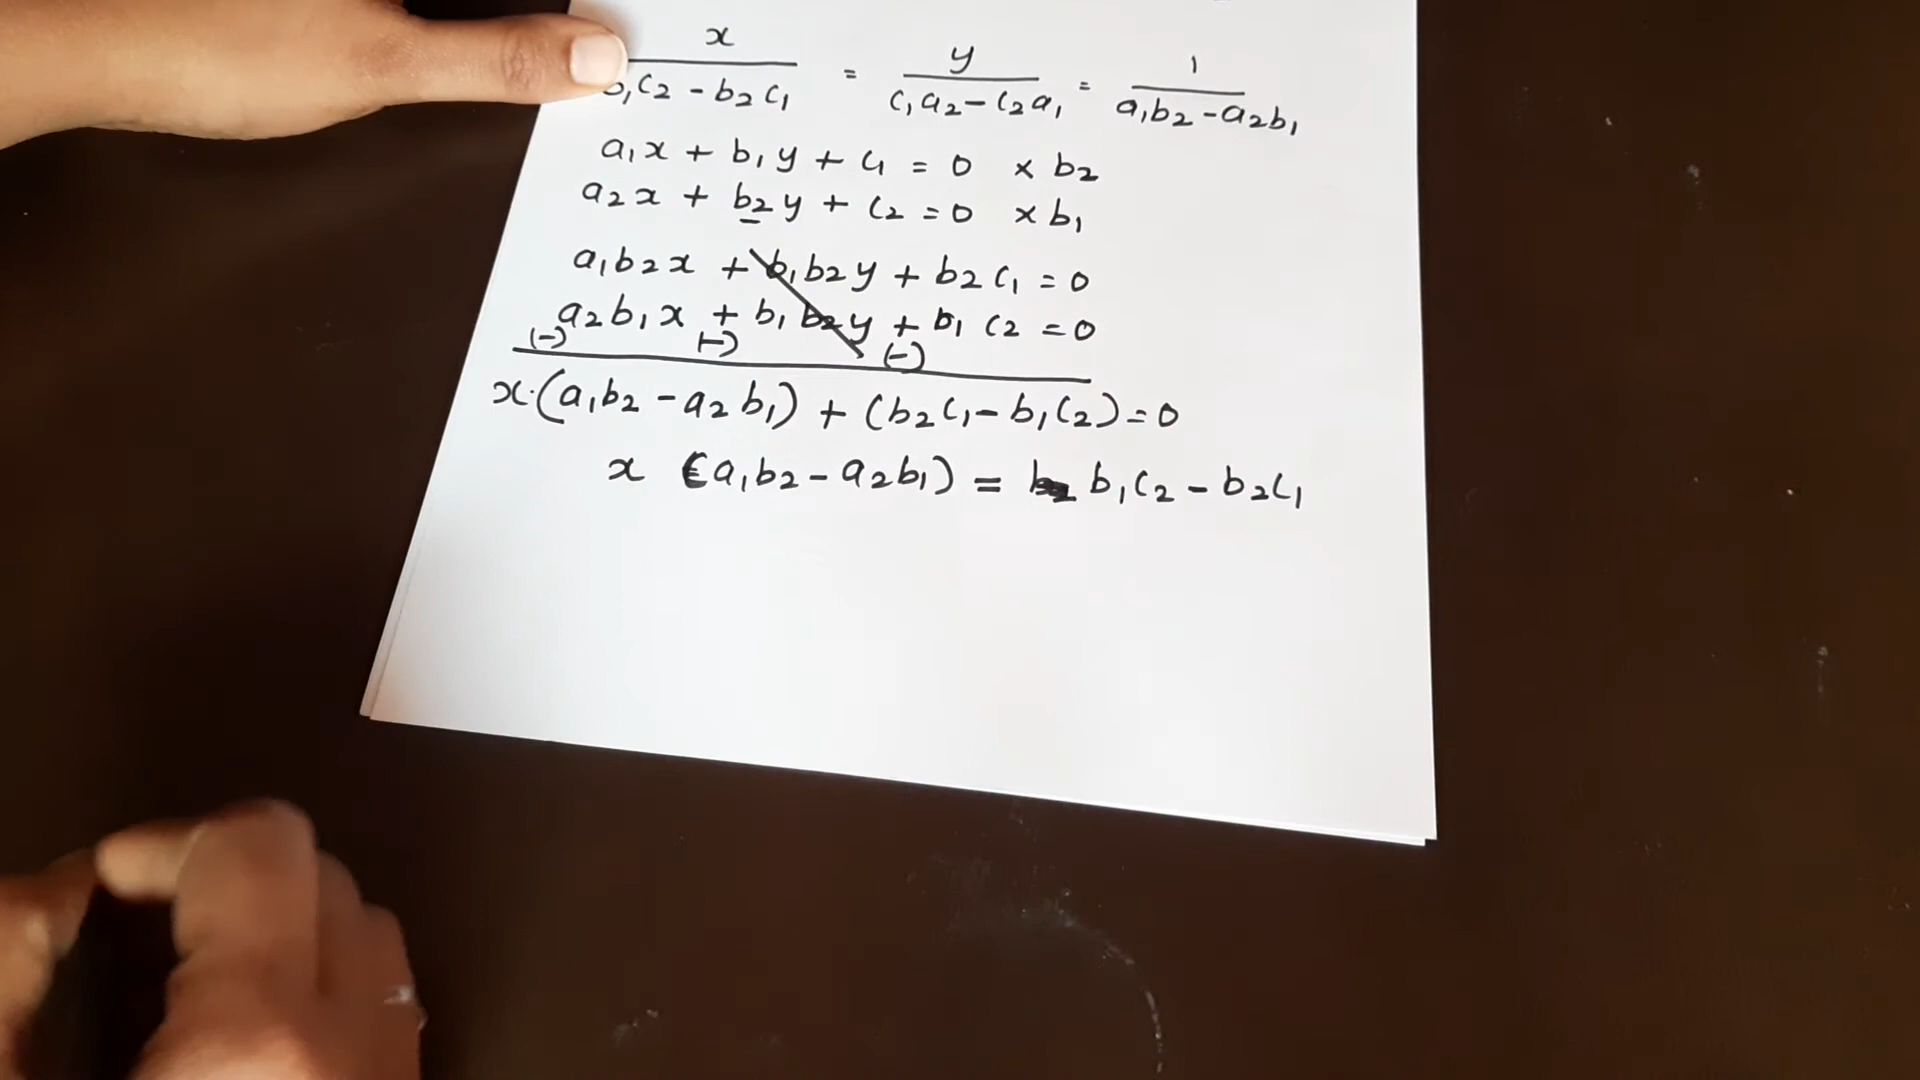 x / b₁c₂ - b₂c₁ = y / c₁a₂ - c₂a₁ = 1 / a₁b₂ - a₂b₁
a₁x + b₁y + c₁ = 0 × b₂
a₂x + b₂y + c₂ = 0 × b₁
a₁b₂x + b₁b₂y + b₂c₁ = 0
a₂b₁x + b₁b₂y + b₁c₂ = 0
(-) (-) (-)
x·(a₁b₂ - a₂b₁) + (b₂c₁ - b₁c₂) = 0
x (a₁b₂ - a₂b₁) = b₁c₂ - b₂c₁